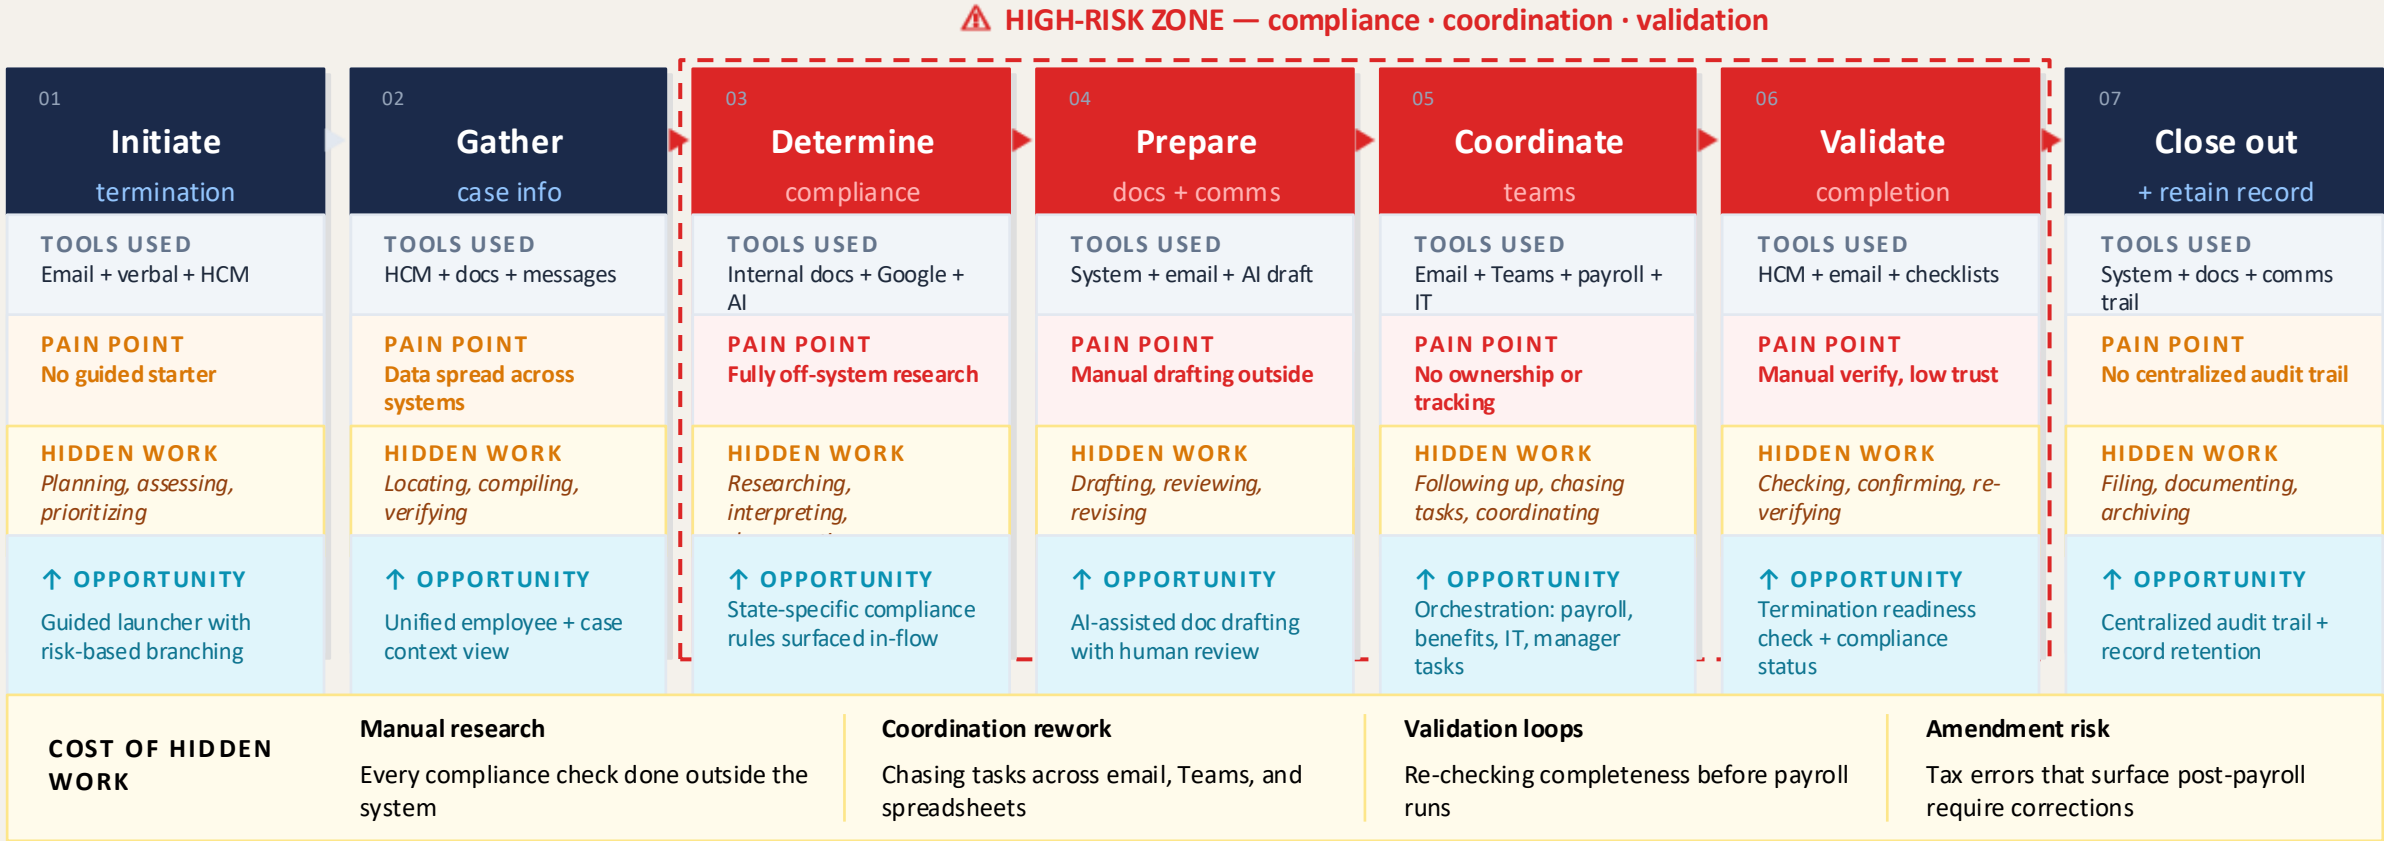 ⚠ HIGH-RISK ZONE — compliance · coordination · validation
01
Initiate
termination
TOOLS USED
Email + verbal + HCM
PAIN POINT
No guided starter
HIDDEN WORK
Planning, assessing,
prioritizing
↑ OPPORTUNITY
Guided launcher with
risk-based branching
02
Gather
case info
TOOLS USED
HCM + docs + messages
PAIN POINT
Data spread across
systems
HIDDEN WORK
Locating, compiling,
verifying
↑ OPPORTUNITY
Unified employee + case
context view
03
Determine
compliance
TOOLS USED
Internal docs + Google +
AI
PAIN POINT
Fully off-system research
HIDDEN WORK
Researching,
interpreting,
↑ OPPORTUNITY
State-specific compliance
rules surfaced in-flow
04
Prepare
docs + comms
TOOLS USED
System + email + AI draft
PAIN POINT
Manual drafting outside
HIDDEN WORK
Drafting, reviewing,
revising
↑ OPPORTUNITY
AI-assisted doc drafting
with human review
05
Coordinate
teams
TOOLS USED
Email + Teams + payroll +
IT
PAIN POINT
No ownership or
tracking
HIDDEN WORK
Following up, chasing
tasks, coordinating
↑ OPPORTUNITY
Orchestration: payroll,
benefits, IT, manager
tasks
06
Validate
completion
TOOLS USED
HCM + email + checklists
PAIN POINT
Manual verify, low trust
HIDDEN WORK
Checking, confirming, re-
verifying
↑ OPPORTUNITY
Termination readiness
check + compliance
status
07
Close out
+ retain record
TOOLS USED
System + docs + comms
trail
PAIN POINT
No centralized audit trail
HIDDEN WORK
Filing, documenting,
archiving
↑ OPPORTUNITY
Centralized audit trail +
record retention
COST OF HIDDEN
WORK
Manual research
Every compliance check done outside the
system
Coordination rework
Chasing tasks across email, Teams, and
spreadsheets
Validation loops
Re-checking completeness before payroll
runs
Amendment risk
Tax errors that surface post-payroll
require corrections